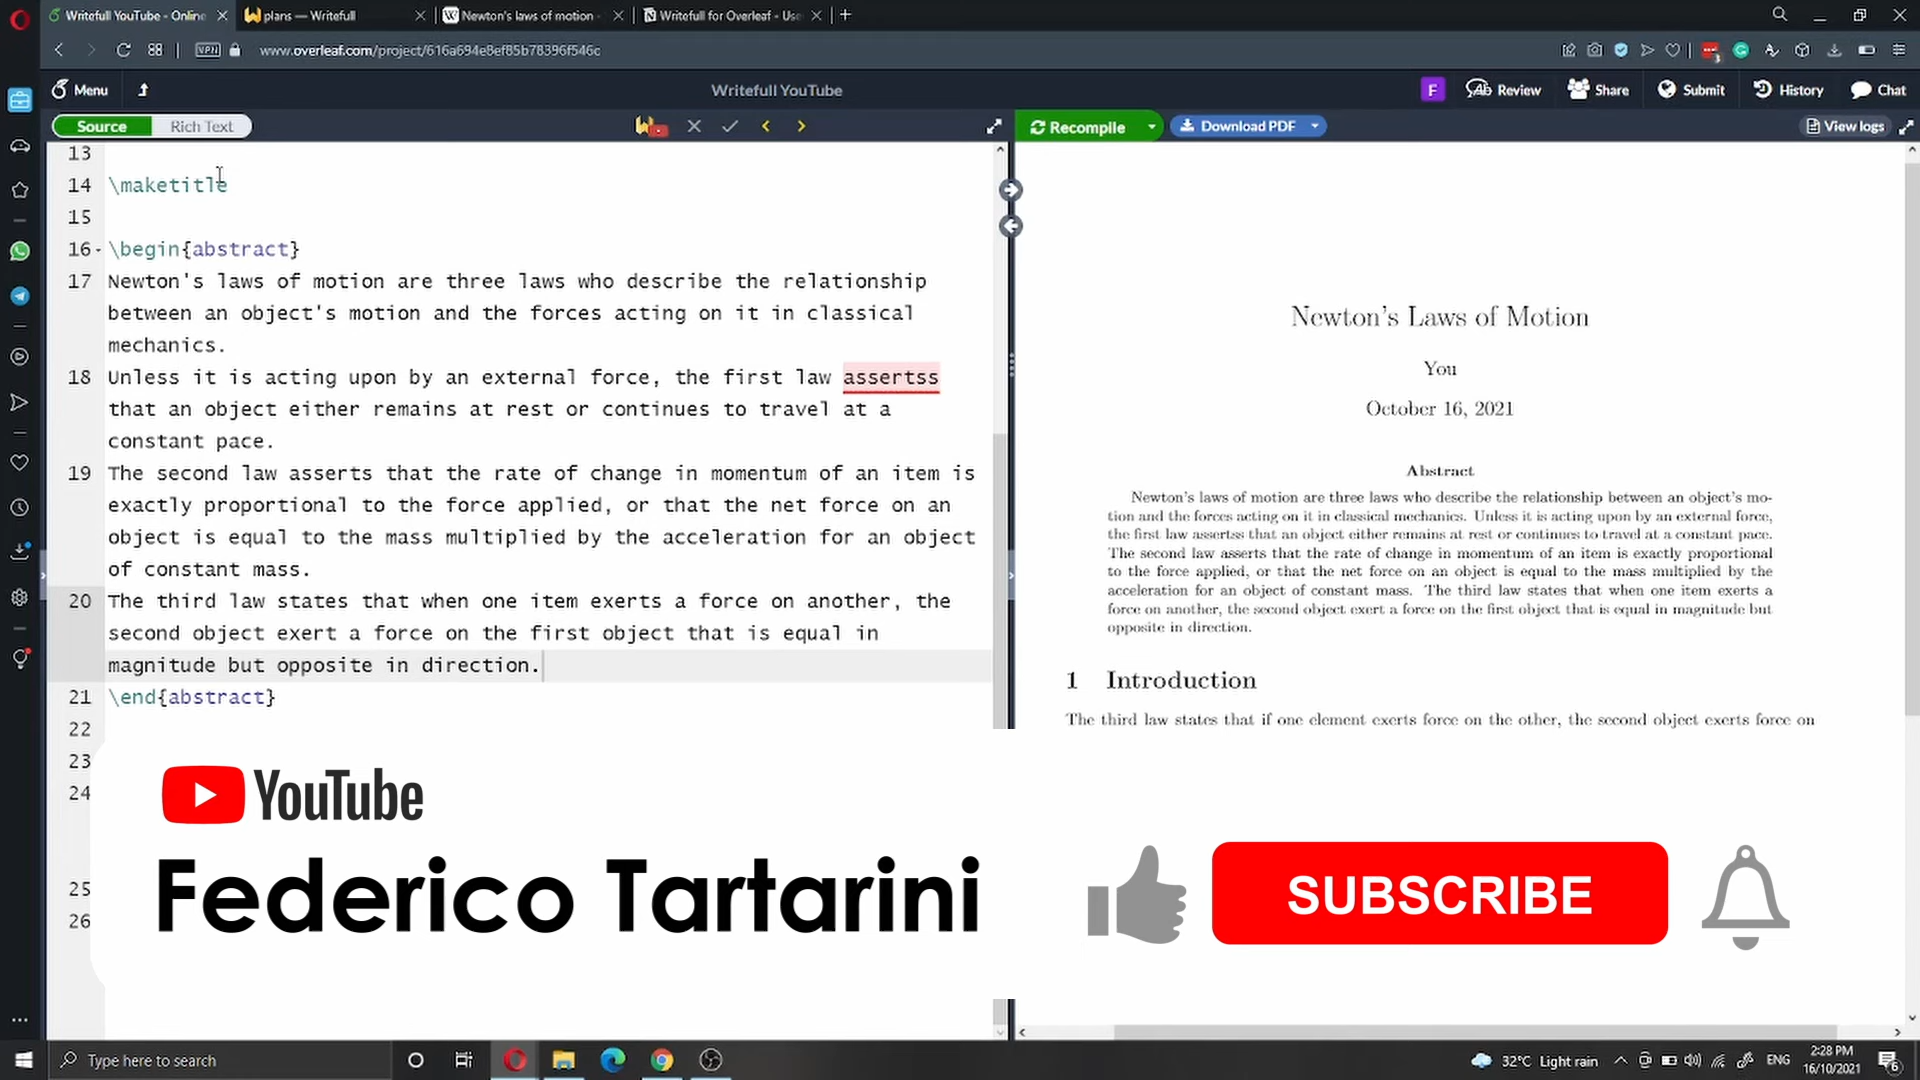 Writefull YouTube - Online
plans — Writefull
Newton's laws of motion -
Writefull for Overleaf - Use
VPN
www.overleaf.com/project/616a694e8ef85b78396f546c
Menu
Writefull YouTube
F
Review
Share
Submit
History
Chat
Source
Rich Text
Recompile
Download PDF
View logs
13
14 \maketitle
15
16 \begin{abstract}
17 Newton's laws of motion are three laws who describe the relationship
between an object's motion and the forces acting on it in classical
mechanics.
18 Unless it is acting upon by an external force, the first law assertss
that an object either remains at rest or continues to travel at a
constant pace.
19 The second law asserts that the rate of change in momentum of an item is
exactly proportional to the force applied, or that the net force on an
object is equal to the mass multiplied by the acceleration for an object
of constant mass.
20 The third law states that when one item exerts a force on another, the
second object exert a force on the first object that is equal in
magnitude but opposite in direction.
21 \end{abstract}
22
23
24
25
26
Newton's Laws of Motion
You
October 16, 2021
Abstract
Newton's laws of motion are three laws who describe the relationship between an object's mo-
tion and the forces acting on it in classical mechanics. Unless it is acting upon by an external force,
the first law assertss that an object either remains at rest or continues to travel at a constant pace.
The second law asserts that the rate of change in momentum of an item is exactly proportional
to the force applied, or that the net force on an object is equal to the mass multiplied by the
acceleration for an object of constant mass. The third law states that when one item exerts a
force on another, the second object exert a force on the first object that is equal in magnitude but
opposite in direction.
1 Introduction
The third law states that if one element exerts force on the other, the second object exerts force on
YouTube
Federico Tartarini
SUBSCRIBE
Type here to search
32°C Light rain
ENG
2:28 PM
16/10/2021
6